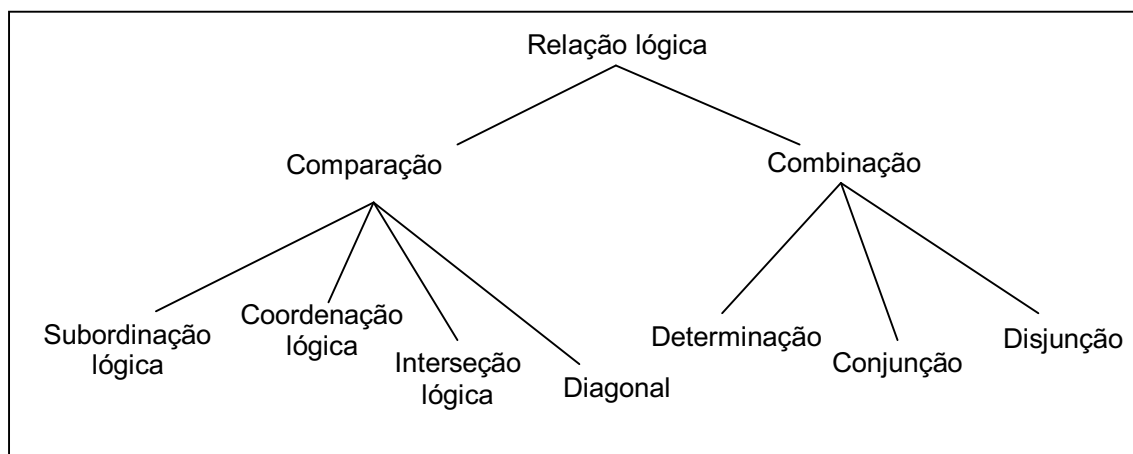 Relação lógica
Comparação
Combinação
Subordinação
lógica
Coordenação
lógica
Interseção
lógica
Diagonal
Determinação
Conjunção
Disjunção